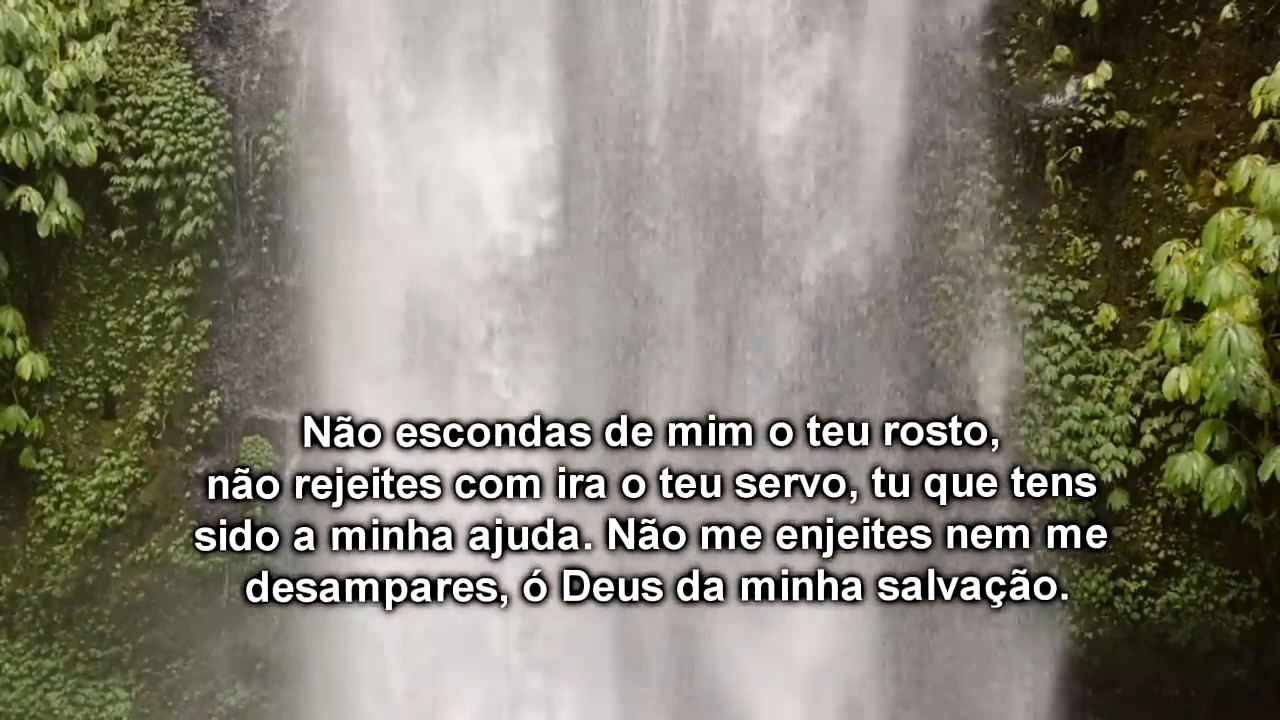 Não escondas de mim o teu rosto,
não rejeites com ira o teu servo, tu que tens
sido a minha ajuda. Não me enjeites nem me
desampares, ó Deus da minha salvação.